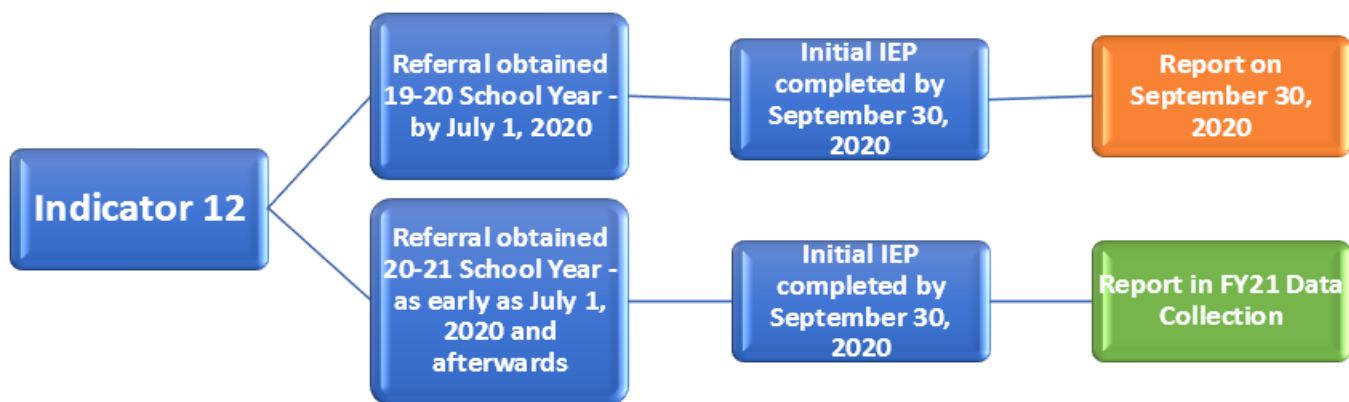 Indicator 12
Referral obtained
19-20 School Year -
by July 1, 2020
Initial IEP
completed by
September 30,
2020
Report on
September 30,
2020
Referral obtained
20-21 School Year -
as early as July 1,
2020 and
afterwards
Initial IEP
completed by
September 30,
2020
Report in FY21 Data
Collection